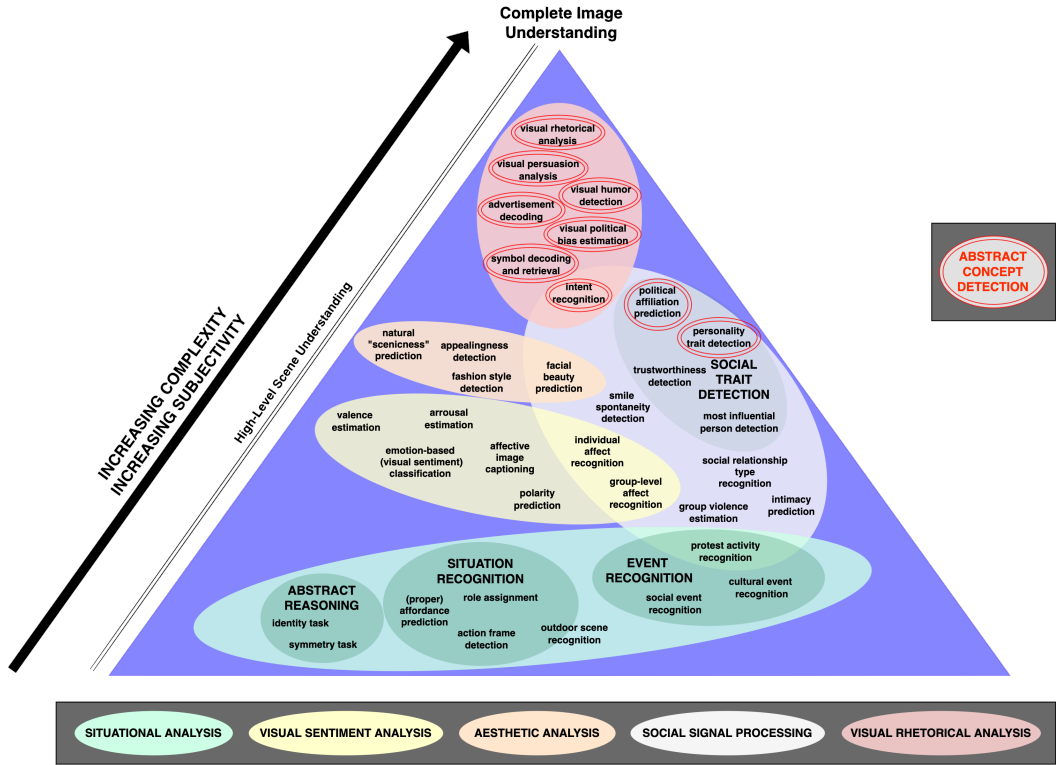 Complete Image
Understanding
visual rhetorical
analysis
visual persuasion
analysis
visual humor
detection
advertisement
decoding
visual political
bias estimation
symbol decoding
and retrieval
intent
recognition
political
affiliation
prediction
personality
trait detection
ABSTRACT
CONCEPT
DETECTION
INCREASING COMPLEXITY
INCREASING SUBJECTIVITY
High-Level Scene Understanding
natural
"scenicness"
prediction
appealingness
detection
fashion style
detection
facial
beauty
prediction
trustworthiness
detection
SOCIAL
TRAIT
DETECTION
smile
spontaneity
detection
most influential
person detection
valence
estimation
arrousal
estimation
emotion-based
(visual sentiment)
classification
affective
image
captioning
individual
affect
recognition
polarity
prediction
group-level
affect
recognition
social relationship
type
recognition
group violence
estimation
intimacy
prediction
protest activity
recognition
EVENT
RECOGNITION
cultural event
recognition
social event
recognition
SITUATION
RECOGNITION
(proper)
affordance
prediction
role assignment
action frame
detection
outdoor scene
recognition
ABSTRACT
REASONING
identity task
symmetry task
SITUATIONAL ANALYSIS
VISUAL SENTIMENT ANALYSIS
AESTHETIC ANALYSIS
SOCIAL SIGNAL PROCESSING
VISUAL RHETORICAL ANALYSIS